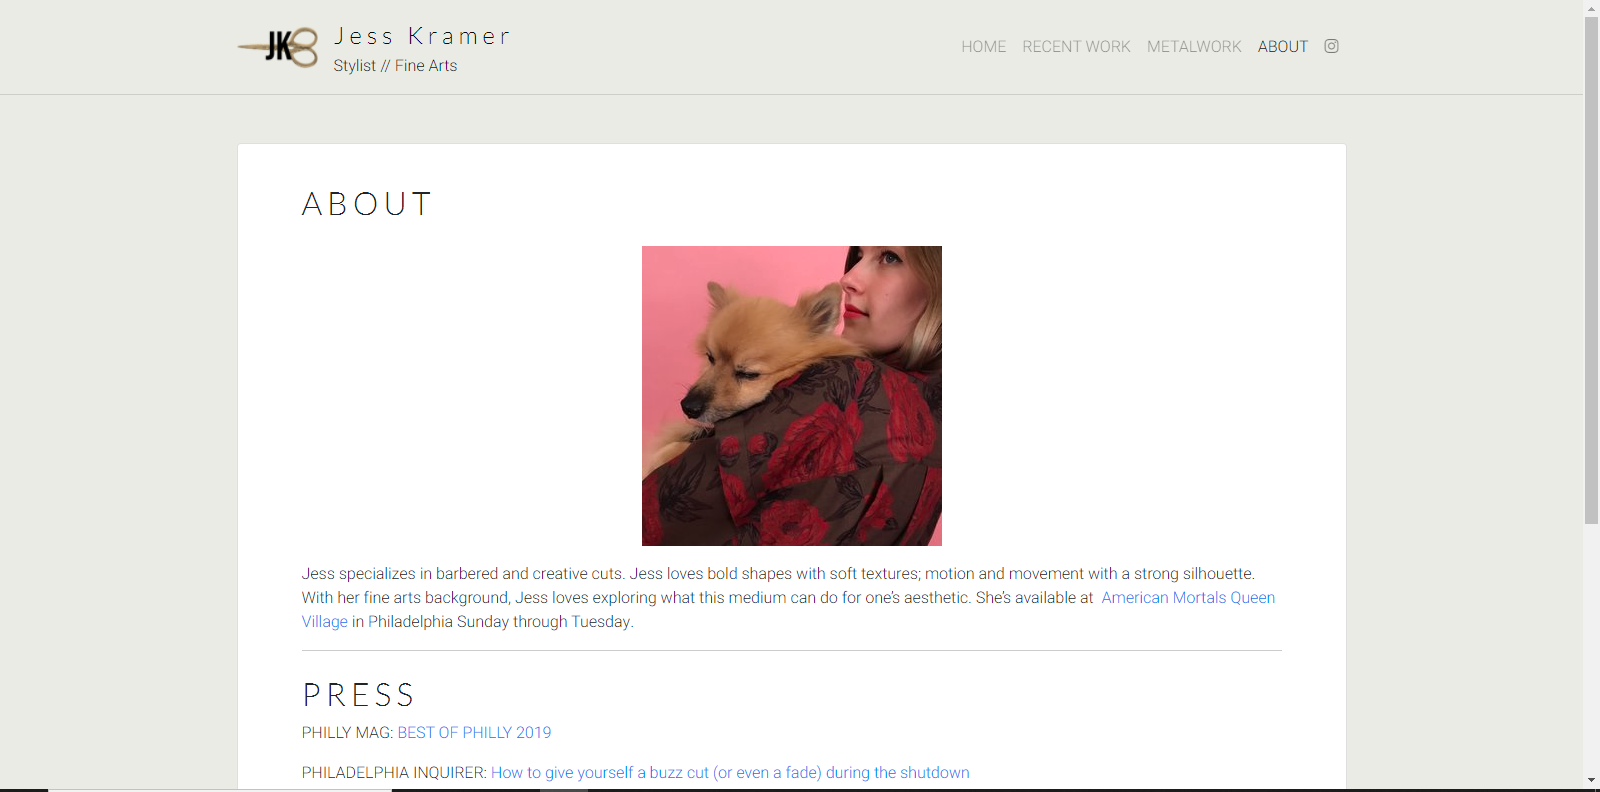 JK
Jess Kramer
Stylist // Fine Arts
HOME RECENT WORK METALWORK ABOUT
ABOUT
Jess specializes in barbered and creative cuts. Jess loves bold shapes with soft textures; motion and movement with a strong silhouette.
With her fine arts background, Jess loves exploring what this medium can do for one's aesthetic. She's available at American Mortals Queen
Village in Philadelphia Sunday through Tuesday.
PRESS
PHILLY MAG: BEST OF PHILLY 2019
PHILADELPHIA INQUIRER: How to give yourself a buzz cut (or even a fade) during the shutdown